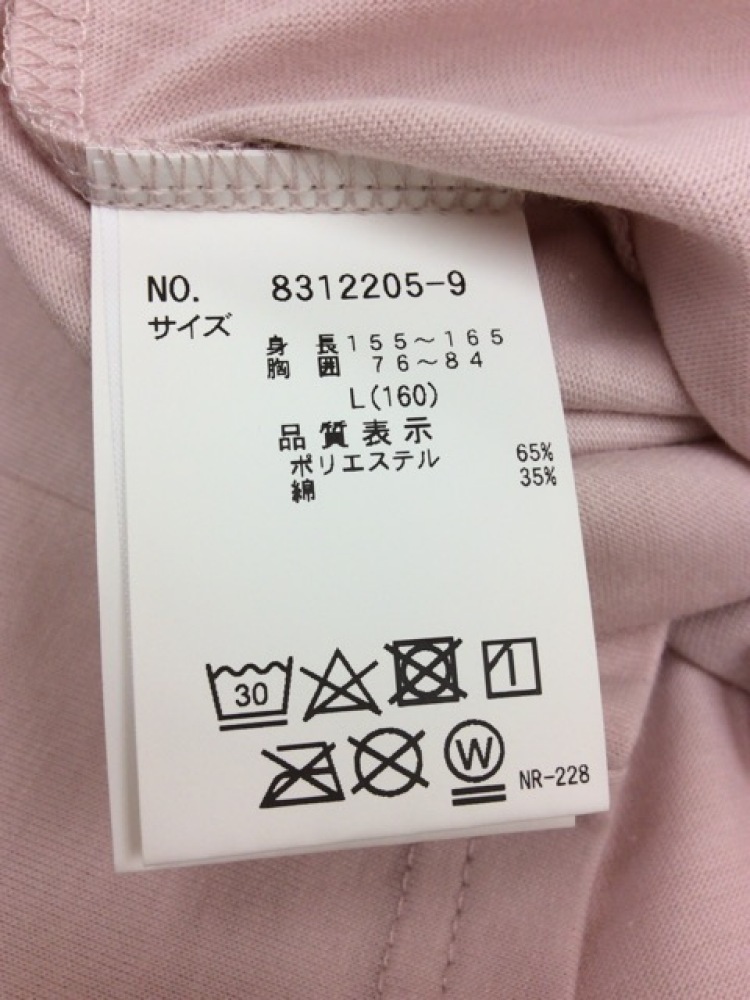 NO. 8312205-9
サイズ
身長155～165
胸囲 76～84
L(160)
品質表示
ポリエステル 65%
綿 35%
30
W
NR-228